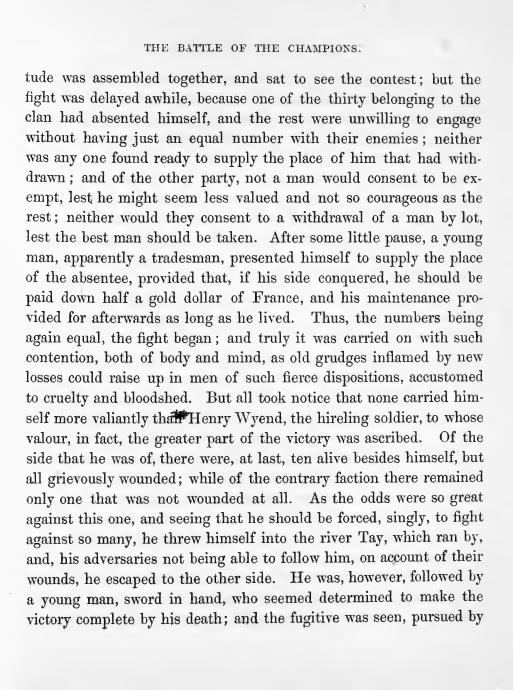 THE BATTLE OF THE CHAMPIONS.
tude was assembled together, and sat to see the contest; but the
fight was delayed awhile, because one of the thirty belonging to the
clan had absented himself, and the rest were unwilling to engage
without having just an equal number with their enemies; neither
was any one found ready to supply the place of him that had with-
drawn; and of the other party, not a man would consent to be ex-
empt, lest he might seem less valued and not so courageous as the
rest; neither would they consent to a withdrawal of a man by lot,
lest the best man should be taken. After some little pause, a young
man, apparently a tradesman, presented himself to supply the place
of the absentee, provided that, if his side conquered, he should be
paid down half a gold dollar of France, and his maintenance pro-
vided for afterwards as long as he lived. Thus, the numbers being
again equal, the fight began; and truly it was carried on with such
contention, both of body and mind, as old grudges inflamed by new
losses could raise up in men of such fierce dispositions, accustomed
to cruelty and bloodshed. But all took notice that none carried him-
self more valiantly than Henry Wyend, the hireling soldier, to whose
valour, in fact, the greater part of the victory was ascribed. Of the
side that he was of, there were, at last, ten alive besides himself, but
all grievously wounded; while of the contrary faction there remained
only one that was not wounded at all. As the odds were so great
against this one, and seeing that he should be forced, singly, to fight
against so many, he threw himself into the river Tay, which ran by,
and, his adversaries not being able to follow him, on account of their
wounds, he escaped to the other side. He was, however, followed by
a young man, sword in hand, who seemed determined to make the
victory complete by his death; and the fugitive was seen, pursued by